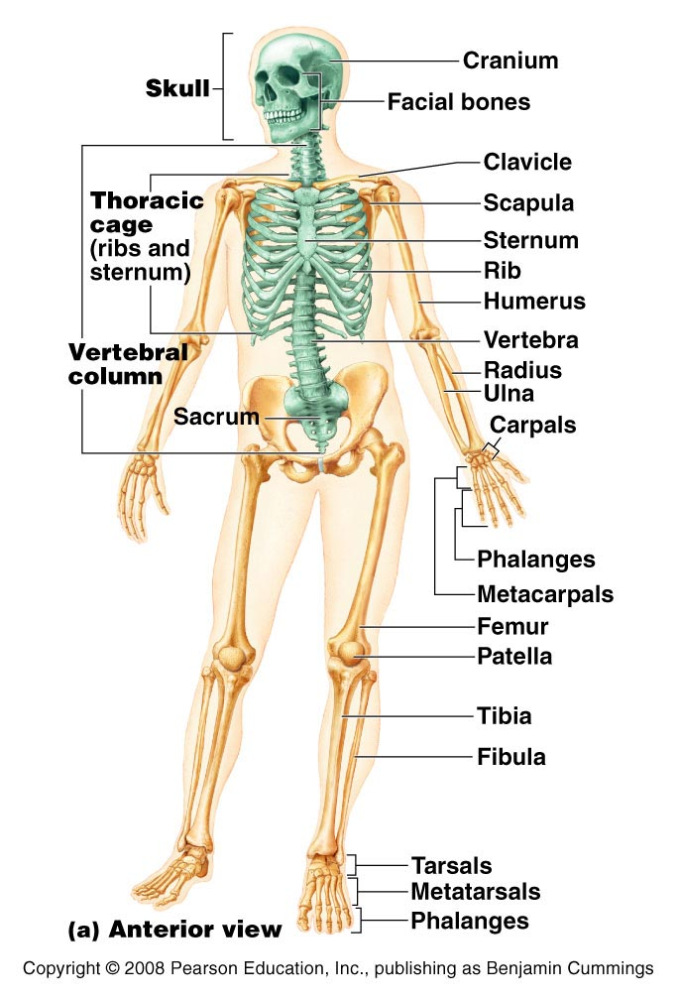 Cranium
Skull
Facial bones
Clavicle
Thoracic
cage
(ribs and
sternum)
Scapula
Sternum
Rib
Humerus
Vertebra
Vertebral
column
Radius
Ulna
Sacrum
Carpals
Phalanges
Metacarpals
Femur
Patella
Tibia
Fibula
Tarsals
Metatarsals
Phalanges
(a) Anterior view
Copyright © 2008 Pearson Education, Inc., publishing as Benjamin Cummings